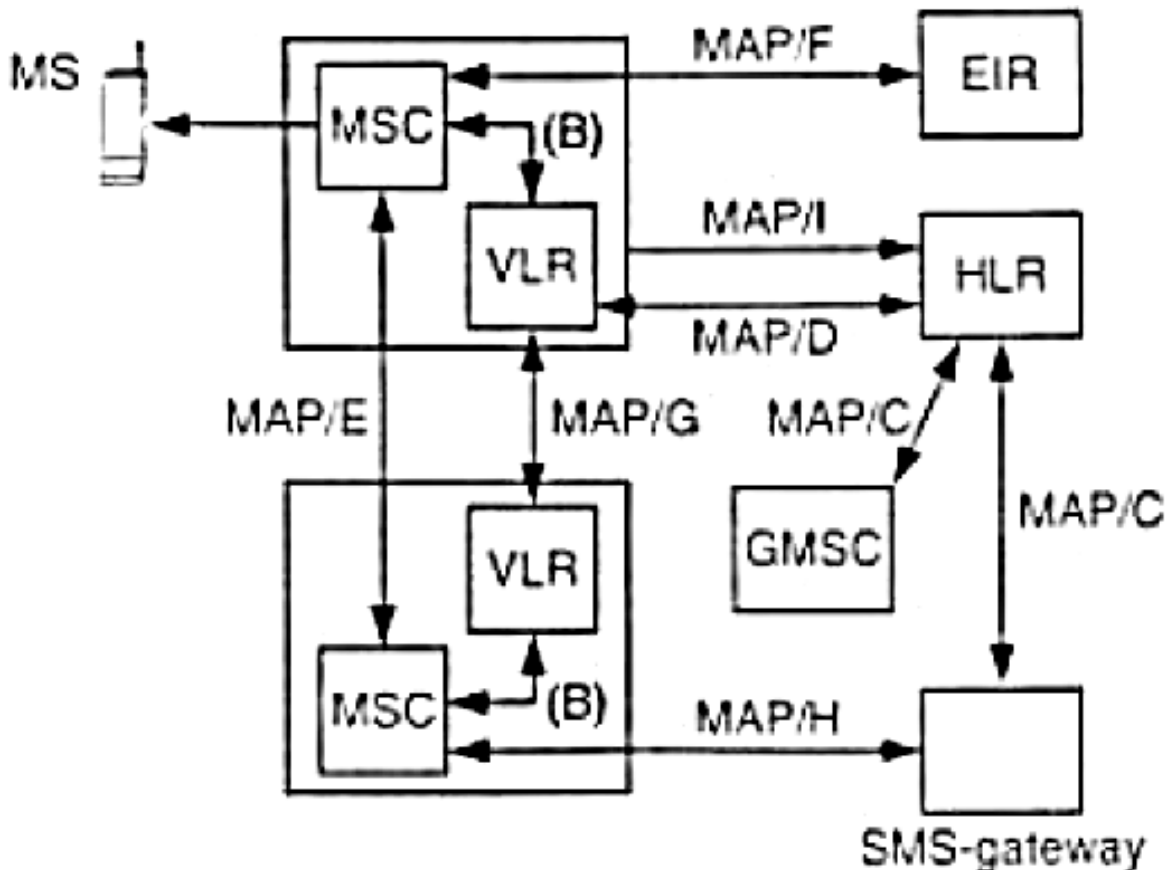 MS
MSC
(B)
VLR
MAP/F
EIR
MAP/I
HLR
MAP/D
MAP/E
MAP/G
MAP/C
GMSC
MAP/C
VLR
MSC
(B)
MAP/H
SMS-gateway